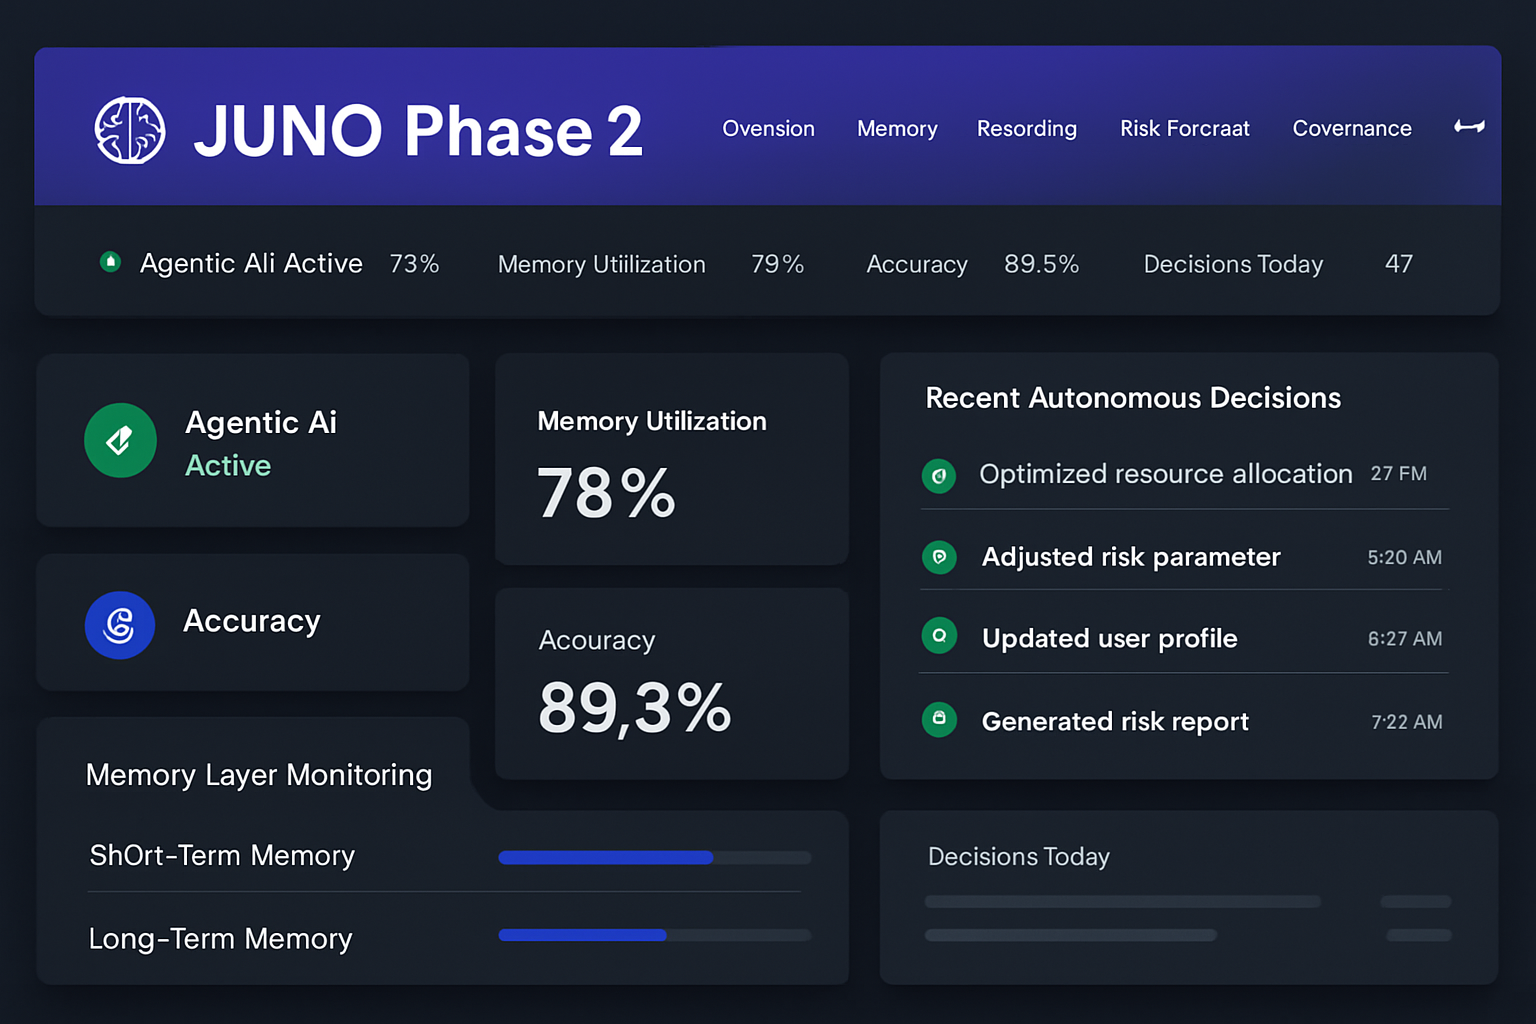 JUNO Phase 2
Ovension Memory Resording Risk Forcraat Covernance
Agentic Ali Active 73% Memory Utiilization 79% Accuracy 89.5% Decisions Today 47
Agentic Ai
Active
Accuracy
Memory Utilization
78%
Acouracy
89,3%
Recent Autonomous Decisions
Optimized resource allocation 27 FM
Adjusted risk parameter 5:20 AM
Updated user profile 6:27 AM
Generated risk report 7:22 AM
Memory Layer Monitoring
ShOrt-Term Memory
Long-Term Memory
Decisions Today